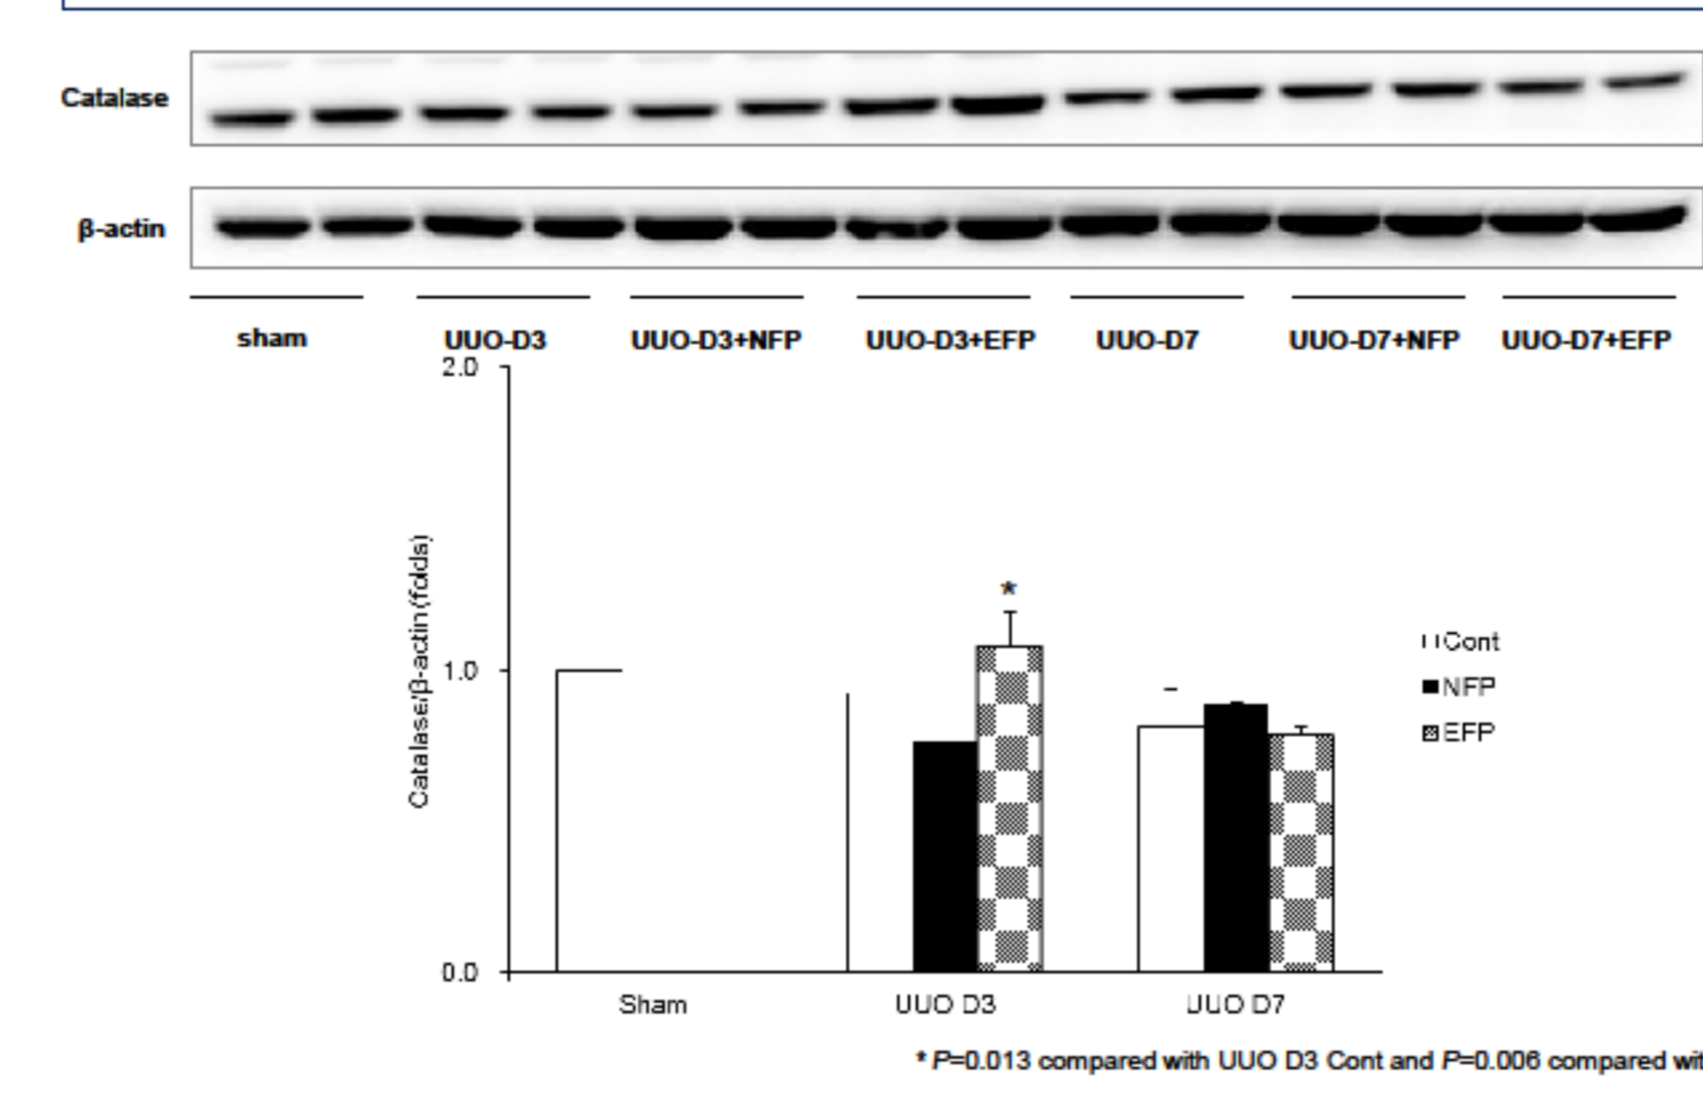 Catalase
β-actin
sham UUO-D3 UUO-D3+NFP UUO-D3+EFP UUO-D7 UUO-D7+NFP UUO-D7+EFP
2.0
*
Catalase/β-actin (folds)
1.0
Cont
NFP
EFP
0.0
Sham UUO D3 UUO D7
* P=0.013 compared with UUO D3 Cont and P=0.006 compared